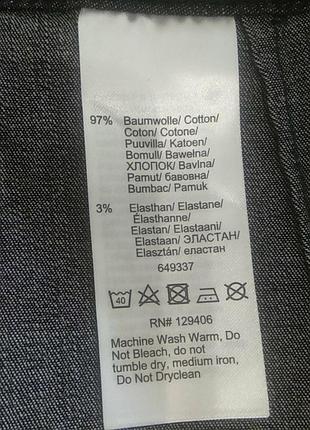 97% Baumwolle/ Cotton/
Coton/ Cotone/
Puuvilla/ Katoen/
Bomull/ Bawełna/
ХЛОПОК/ Bavlna/
Pamut/ бавовна/
Bumbac/ Pamuk
3% Elasthan/ Elastane/
Élasthanne/
Elastan/ Elastaani/
Elastaan/ ЭЛАСТАН/
Elasztán/ еластан
649337
40
RN# 129406
Machine Wash Warm, Do
Not Bleach, do not
tumble dry, medium iron,
Do Not Dryclean